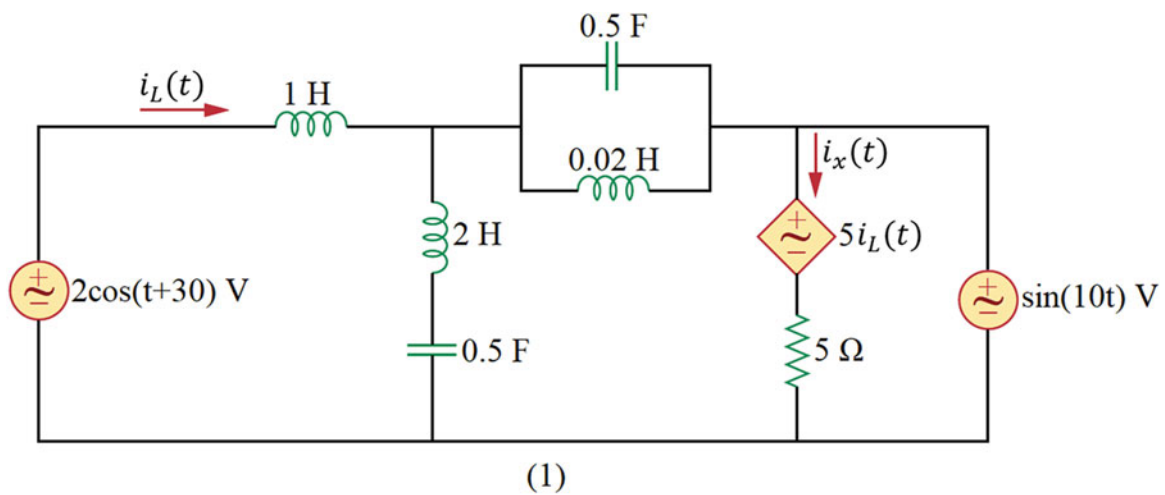 0.5 F
i_L(t)
1 H
0.02 H
i_x(t)
2 H
5i_L(t)
2cos(t+30) V
sin(10t) V
0.5 F
5 Ω
(1)